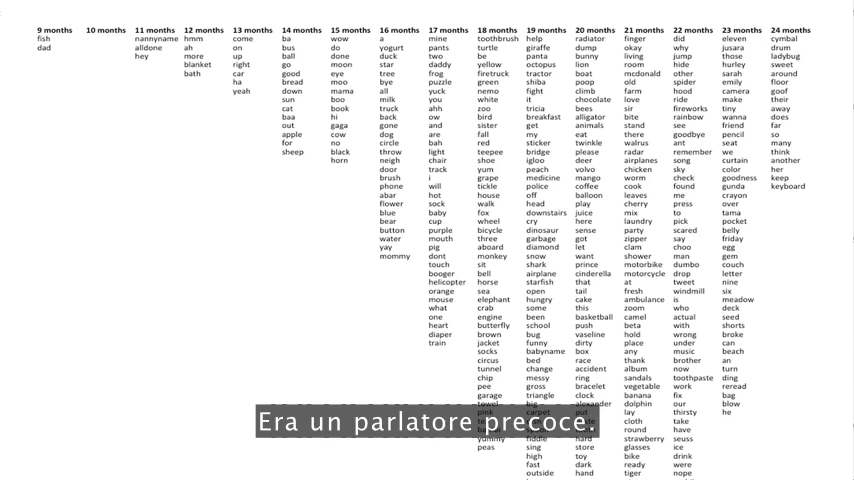 9 months
fish
dad
10 months
11 months
nannyname
alldone
hey
12 months
hmm
ah
more
blanket
bath
13 months
come
on
up
right
car
ha
yeah
14 months
ba
bus
ball
go
good
bread
down
sun
cat
baa
out
apple
for
sheep
15 months
wow
do
done
moon
eye
moo
mama
boo
book
hi
gaga
cow
no
black
horn
16 months
a
yogurt
duck
star
tree
bye
all
milk
truck
back
gone
dog
circle
throw
neigh
door
brush
phone
abar
flower
blue
bear
button
water
yay
mommy
17 months
mine
pants
two
daddy
frog
puzzle
yuck
you
ahh
ow
and
are
bah
light
chair
track
i
will
hot
sock
baby
cup
purple
mouth
pig
dont
touch
booger
helicopter
orange
mouse
what
one
heart
diaper
train
18 months
toothbrush
turtle
be
yellow
firetruck
green
nemo
white
it
zoo
bird
sister
fall
red
teepee
shoe
yum
grape
tickle
house
walk
fox
wheel
bicycle
three
aboard
monkey
sit
bell
horse
sea
elephant
crab
engine
butterfly
brown
jacket
socks
circus
tunnel
chip
pee
garage
towel
pink
yummy
peas
19 months
help
giraffe
panta
octopus
tractor
shiba
fight
in
tricia
breakfast
get
my
sticker
bridge
igloo
peach
medicine
police
off
head
downstairs
cry
dinosaur
garbage
diamond
snow
shark
airplane
starfish
open
hungry
some
been
school
bug
funny
babyname
bed
change
messy
gross
triangle
big
carpet
fiddle
sing
high
fast
outside
20 months
radiator
dump
bunny
lion
boat
poop
climb
chocolate
bees
alligator
animals
eat
twinkle
please
deer
volvo
mango
coffee
balloon
play
juice
here
sense
got
let
want
prince
cinderella
that
tail
cake
this
basketball
push
vaseline
dirty
box
race
accident
ring
bracelet
clock
alexander
put
hard
store
toy
dark
hand
21 months
finger
okay
living
room
mcdonald
old
farm
love
sir
bite
stand
there
walrus
radar
airplanes
chicken
worm
cook
leaves
cherry
mix
laundry
party
zipper
clam
shower
motorbike
motorcycle
at
fresh
ambulance
zoom
camel
beta
hold
place
any
thank
album
sandals
vegetable
banana
dolphin
lay
cloth
round
strawberry
glasses
bike
ready
tiger
22 months
did
why
jump
hide
other
spider
hood
ride
fireworks
rainbow
see
goodbye
ant
remember
song
sky
check
found
me
press
to
pick
scared
say
choo
man
dumbo
drop
tweet
windmill
is
who
actual
with
wrong
under
music
brother
now
toothpaste
work
fix
our
thirsty
take
have
seuss
ice
drink
were
nope
23 months
eleven
jusara
those
hurley
sarah
emily
camera
make
tiny
wanna
friend
pencil
seat
we
curtain
color
goodness
gunda
crayon
over
tama
pocket
belly
friday
egg
gem
couch
letter
nine
six
meadow
deck
seed
shorts
broke
can
beach
an
turn
ding
reread
bag
blow
he
24 months
cymbal
drum
ladybug
sweet
around
floor
goof
their
away
does
far
so
many
think
another
her
keep
keyboard
Era un parlatore precoce.